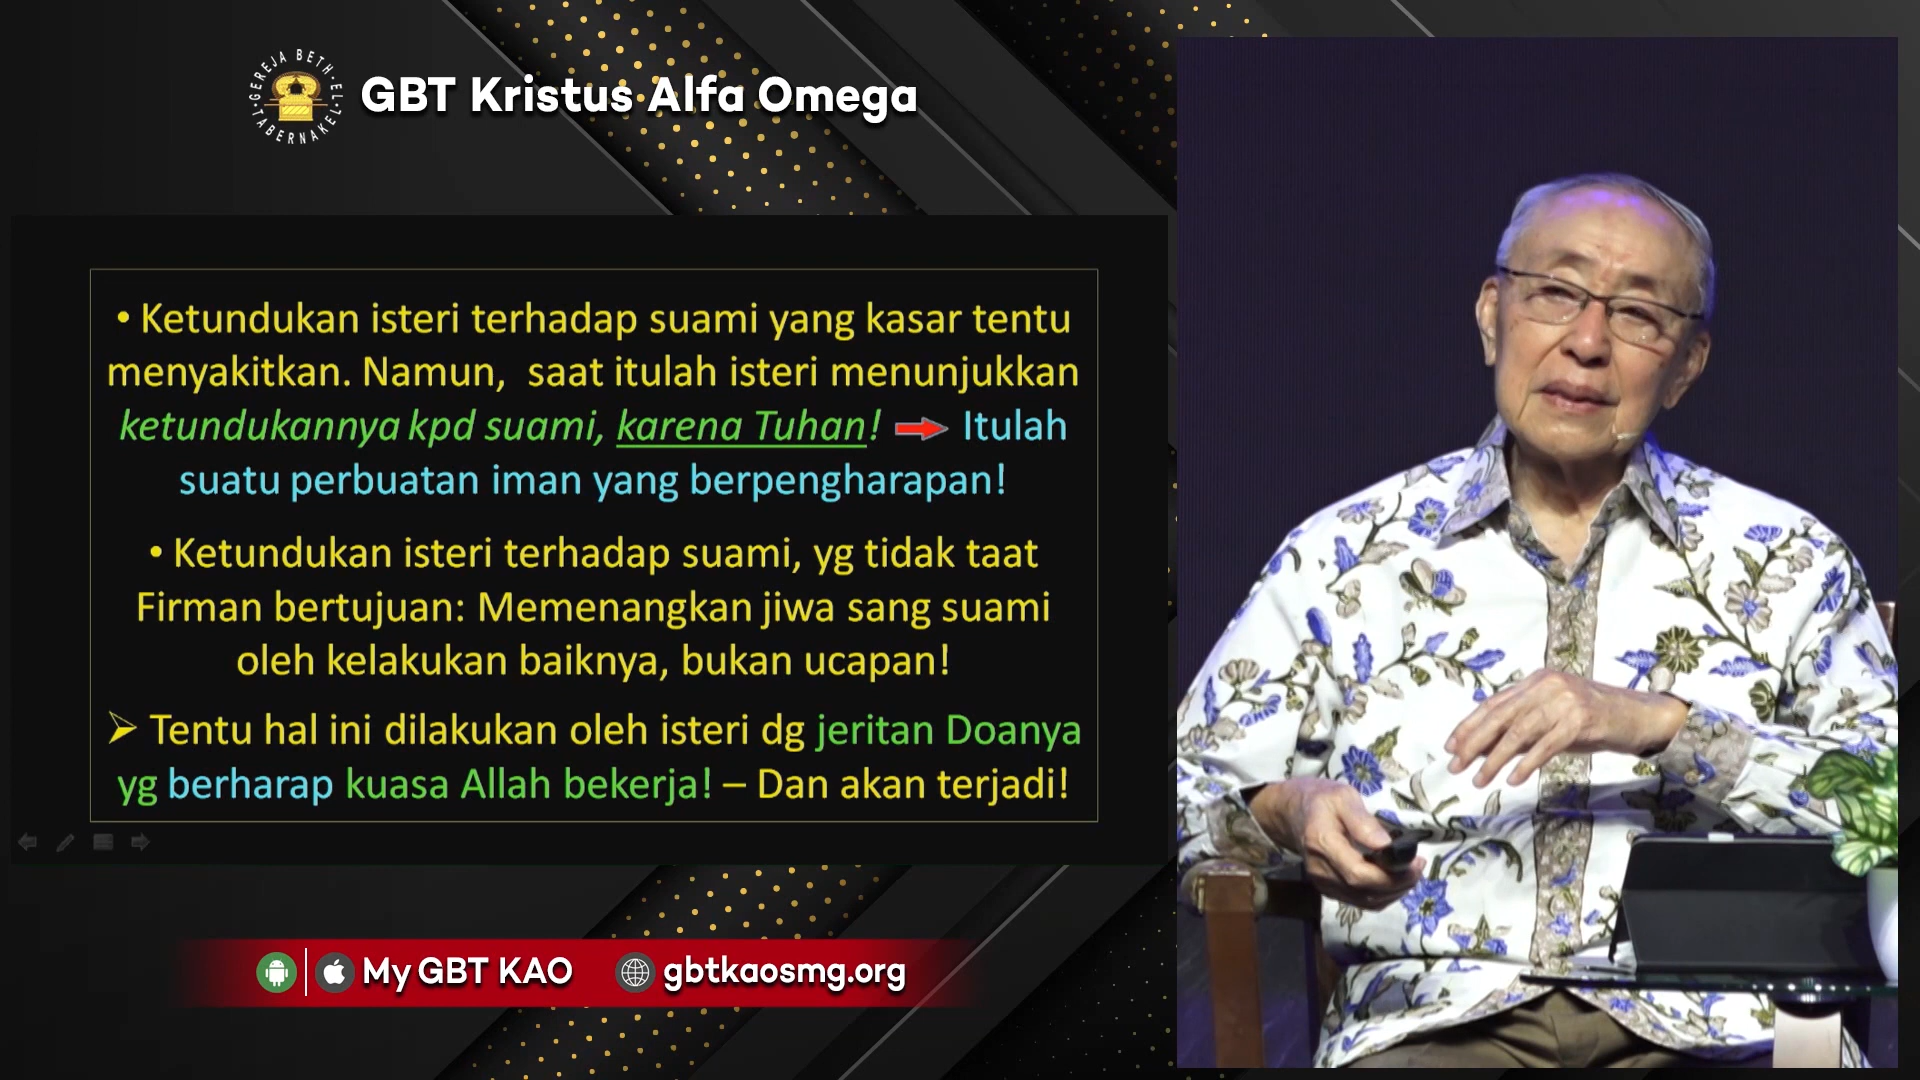 GEREJA BETH-EL TABERNAKEL
GBT Kristus Alfa Omega
• Ketundukan isteri terhadap suami yang kasar tentu
menyakitkan. Namun, saat itulah isteri menunjukkan
ketundukannya kpd suami, karena Tuhan! Itulah
suatu perbuatan iman yang berpengharapan!
• Ketundukan isteri terhadap suami, yg tidak taat
Firman bertujuan: Memenangkan jiwa sang suami
oleh kelakukan baiknya, bukan ucapan!
➢ Tentu hal ini dilakukan oleh isteri dg jeritan Doanya
yg berharap kuasa Allah bekerja! – Dan akan terjadi!
My GBT KAO
gbtkaosmg.org